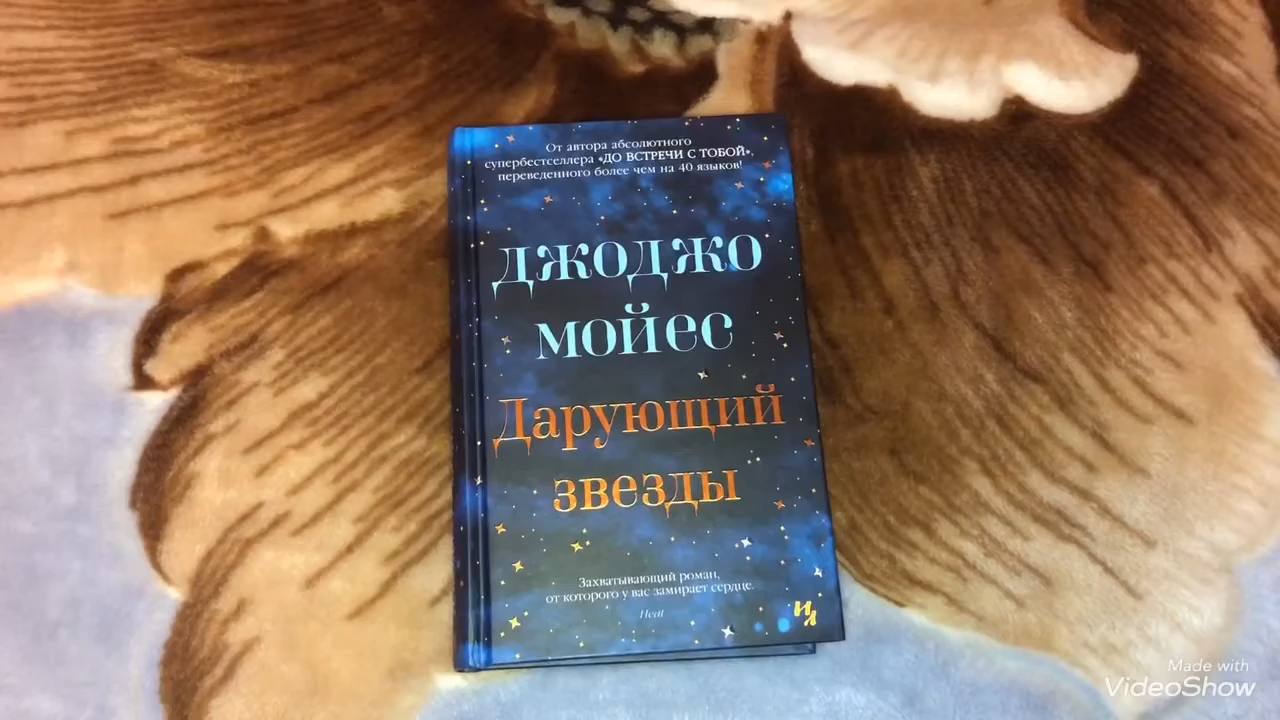 От автора абсолютного
супербестселлера «ДО ВСТРЕЧИ С ТОБОЙ»,
переведенного более чем на 40 языков!
ДЖОДЖО
МОЙЕС
Дарующий
звезды
Захватывающий роман,
от которого у вас замирает сердце.
Heat
ИЛ
Made with
VideoShow